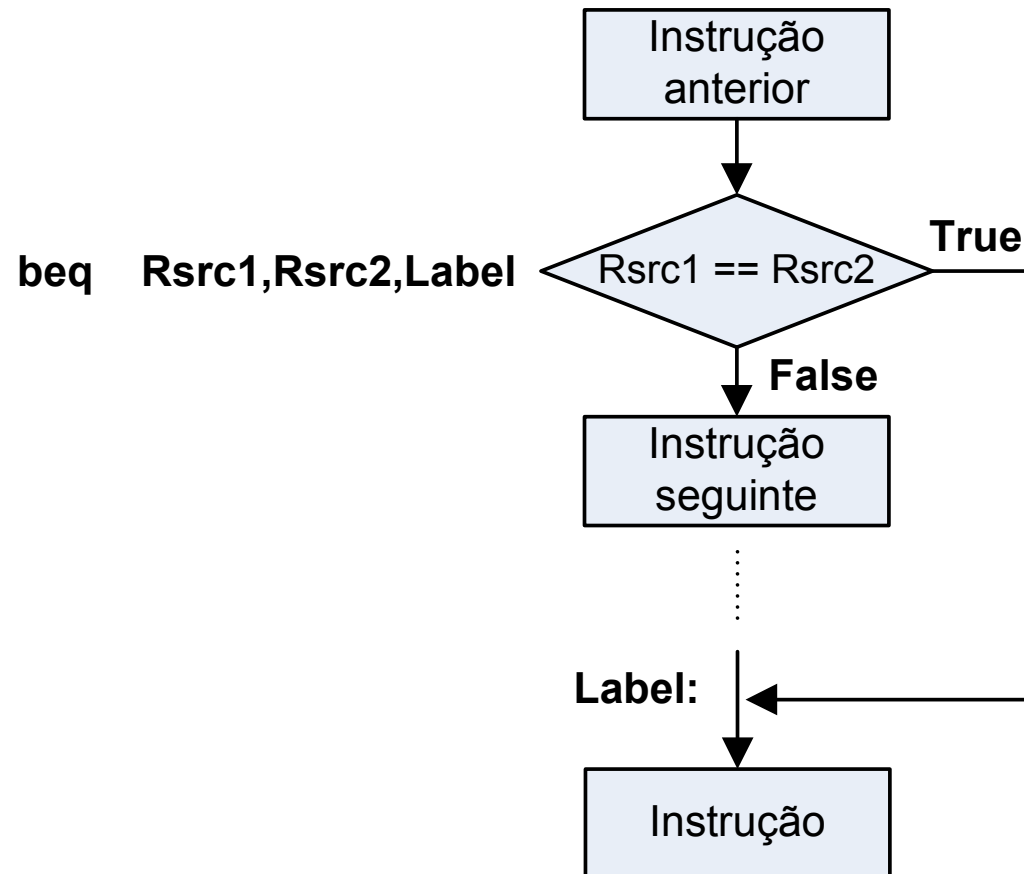 Instrução
anterior
True
beq Rsrc1,Rsrc2,Label
Rsrc1 == Rsrc2
False
Instrução
seguinte
Label:
Instrução